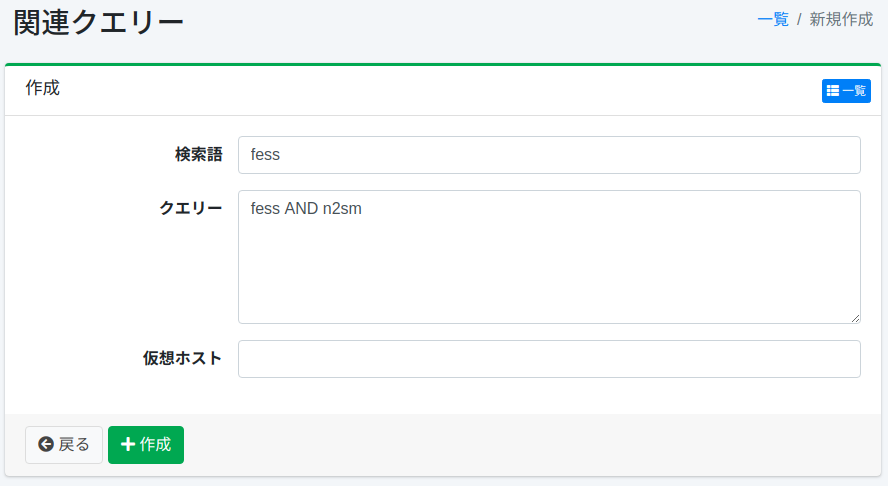 関連クエリー
一覧 / 新規作成
作成
一覧
検索語
fess
クエリー
fess AND n2sm
仮想ホスト
戻る
作成